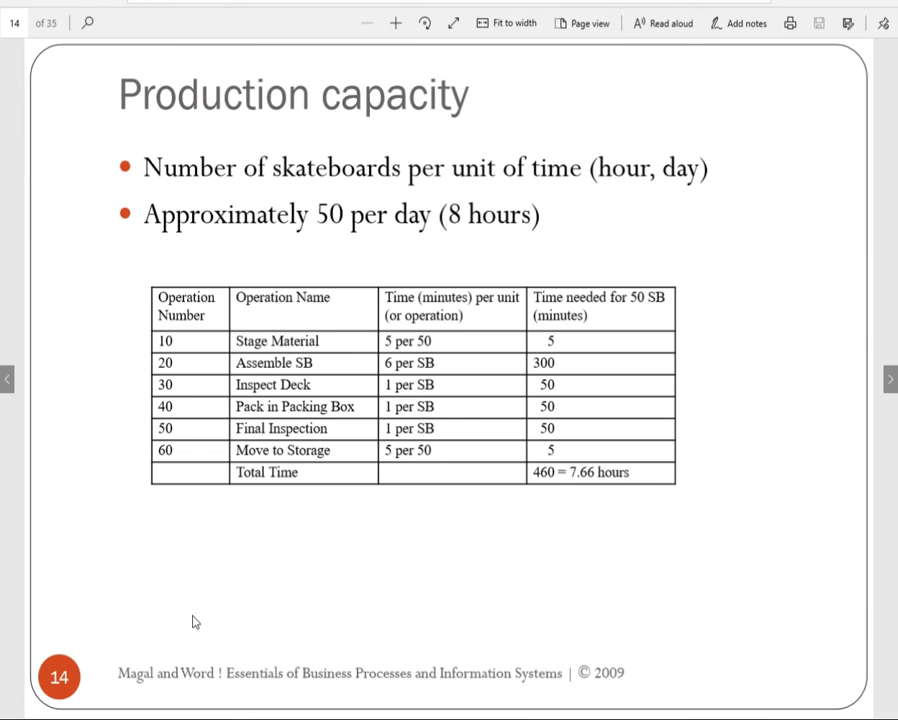 14 of 35 Fit to width Page view Read aloud Add notes
Production capacity
Number of skateboards per unit of time (hour, day)
Approximately 50 per day (8 hours)
Operation Number Operation Name Time (minutes) per unit (or operation) Time needed for 50 SB (minutes)
10 Stage Material 5 per 50 5
20 Assemble SB 6 per SB 300
30 Inspect Deck 1 per SB 50
40 Pack in Packing Box 1 per SB 50
50 Final Inspection 1 per SB 50
60 Move to Storage 5 per 50 5
Total Time 460 = 7.66 hours
14 Magal and Word ! Essentials of Business Processes and Information Systems | © 2009